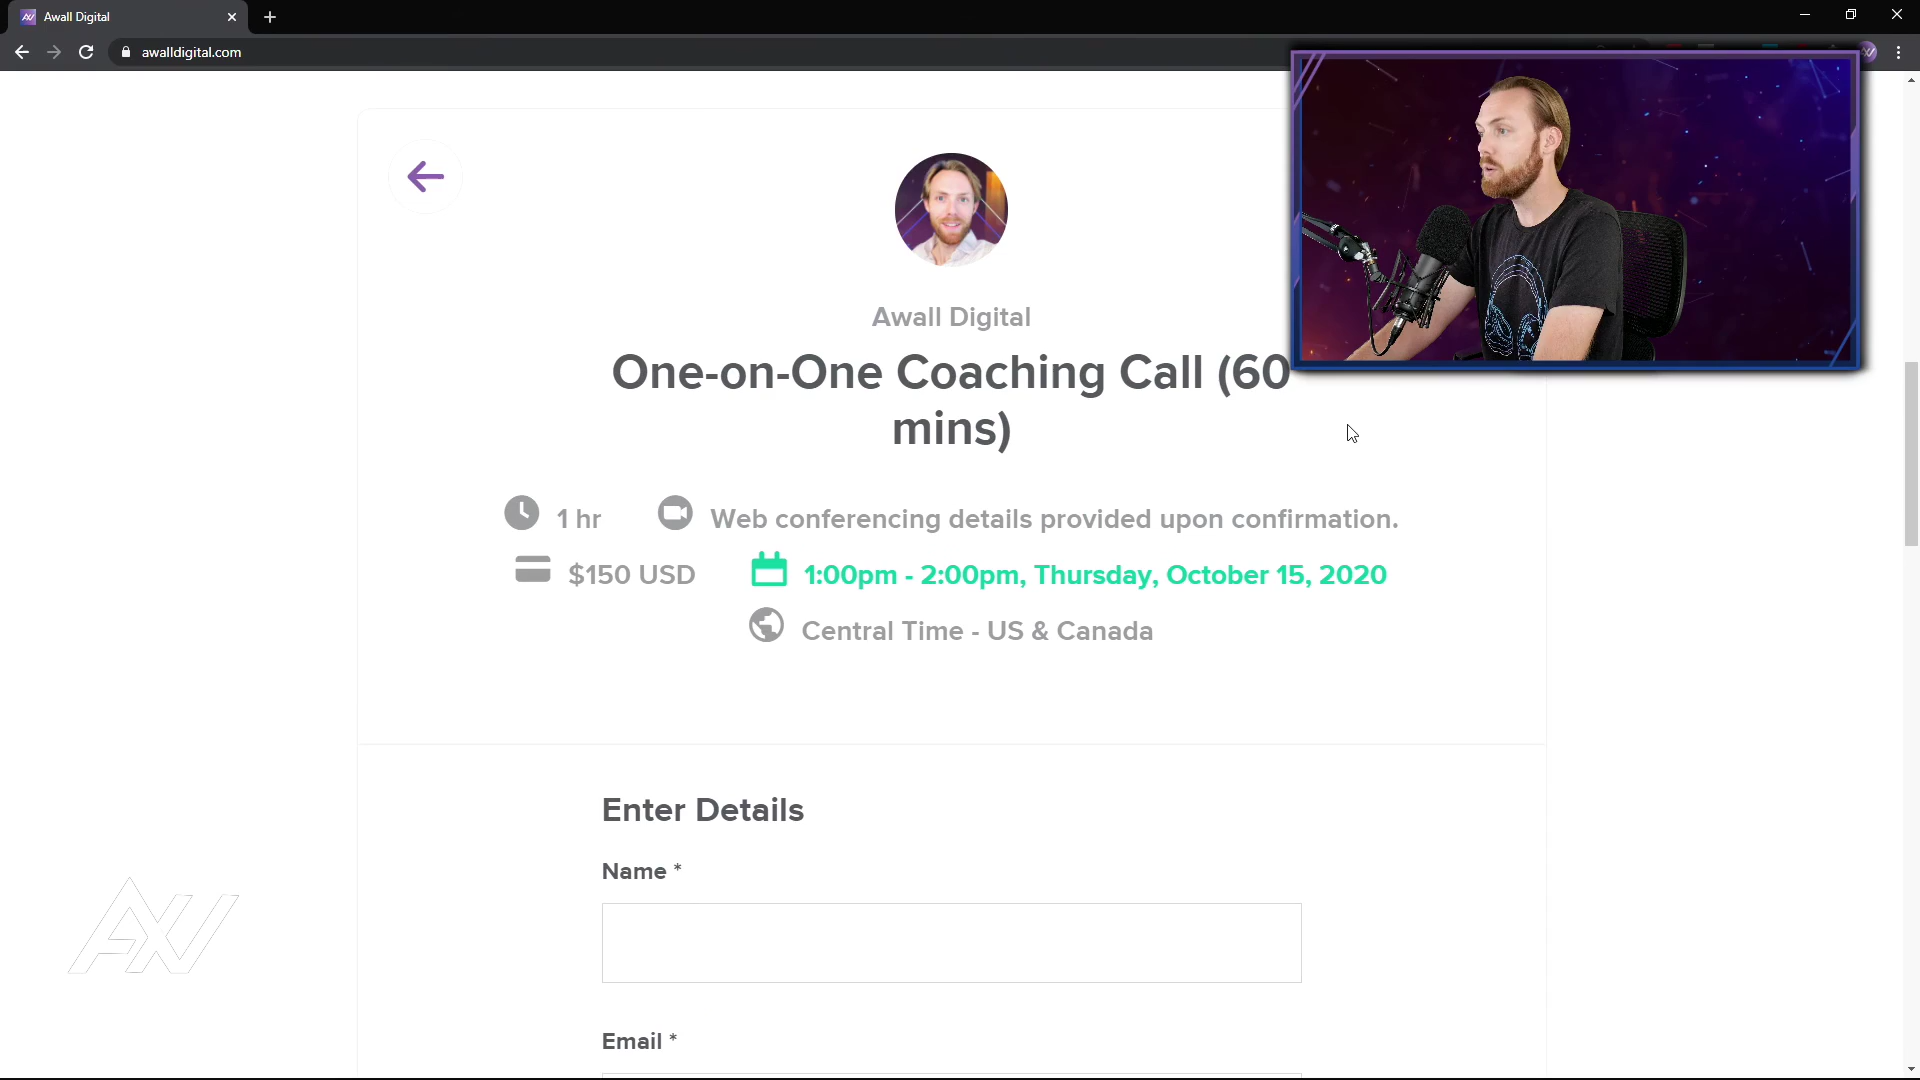 Awall Digital
awalldigital.com
Awall Digital
One-on-One Coaching Call (60
mins)
1 hr
Web conferencing details provided upon confirmation.
$150 USD
1:00pm - 2:00pm, Thursday, October 15, 2020
Central Time - US & Canada
Enter Details
Name *
Email *